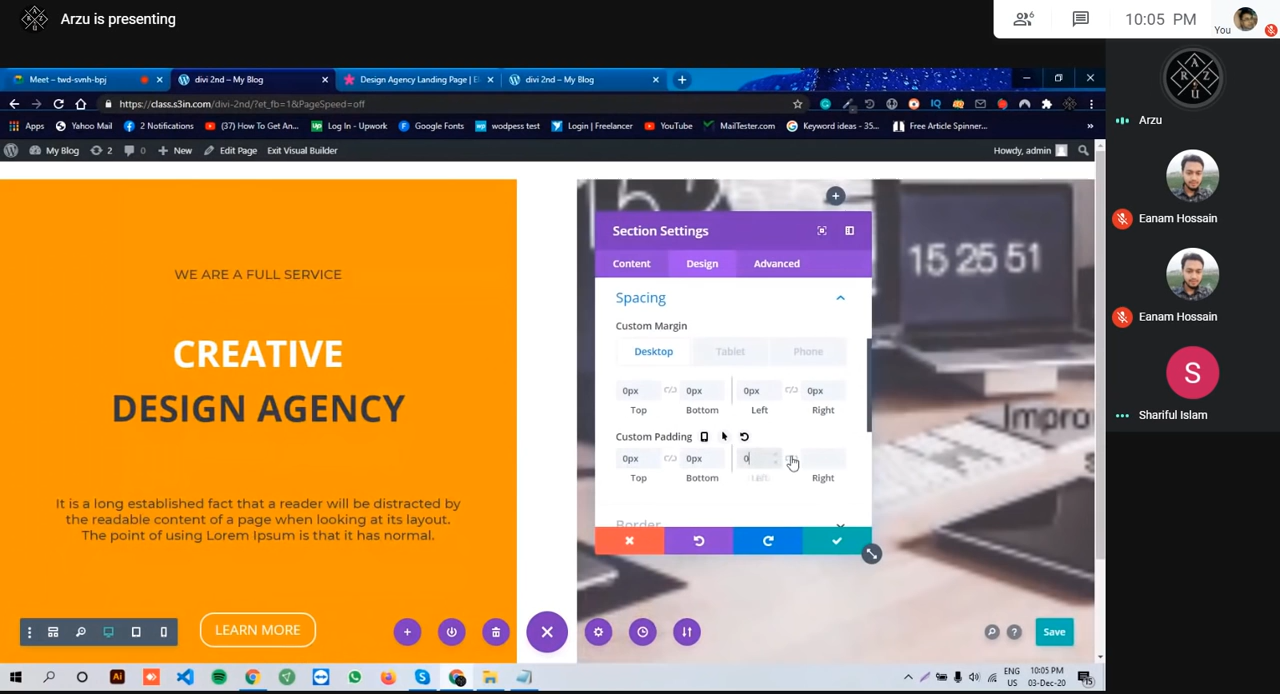 Arzu is presenting
6
10:05 PM
You
Meet – twd-svnh-bpj
divi 2nd – My Blog
Design Agency Landing Page | E
divi 2nd – My Blog
https://class.s3in.com/divi-2nd/?et_fb=1&PageSpeed=off
Apps
Yahoo Mail
2 Notifications
(37) How To Get An...
Log In - Upwork
Google Fonts
wodpess test
Login | Freelancer
YouTube
MailTester.com
Keyword ideas - 35...
Free Article Spinner...
My Blog
2
0
New
Edit Page
Exit Visual Builder
Howdy, admin
WE ARE A FULL SERVICE
CREATIVE
DESIGN AGENCY
It is a long established fact that a reader will be distracted by
the readable content of a page when looking at its layout.
The point of using Lorem Ipsum is that it has normal.
LEARN MORE
15 25 51
Section Settings
Content
Design
Advanced
Spacing
Custom Margin
Desktop
Tablet
Phone
0px
0px
0px
0px
Top
Bottom
Left
Right
Custom Padding
0px
0px
0
Top
Bottom
Left
Right
Border
Save
ENG
US
10:05 PM
03-Dec-20
15
A
R
Z
U
Arzu
Eanam Hossain
Eanam Hossain
S
Shariful Islam